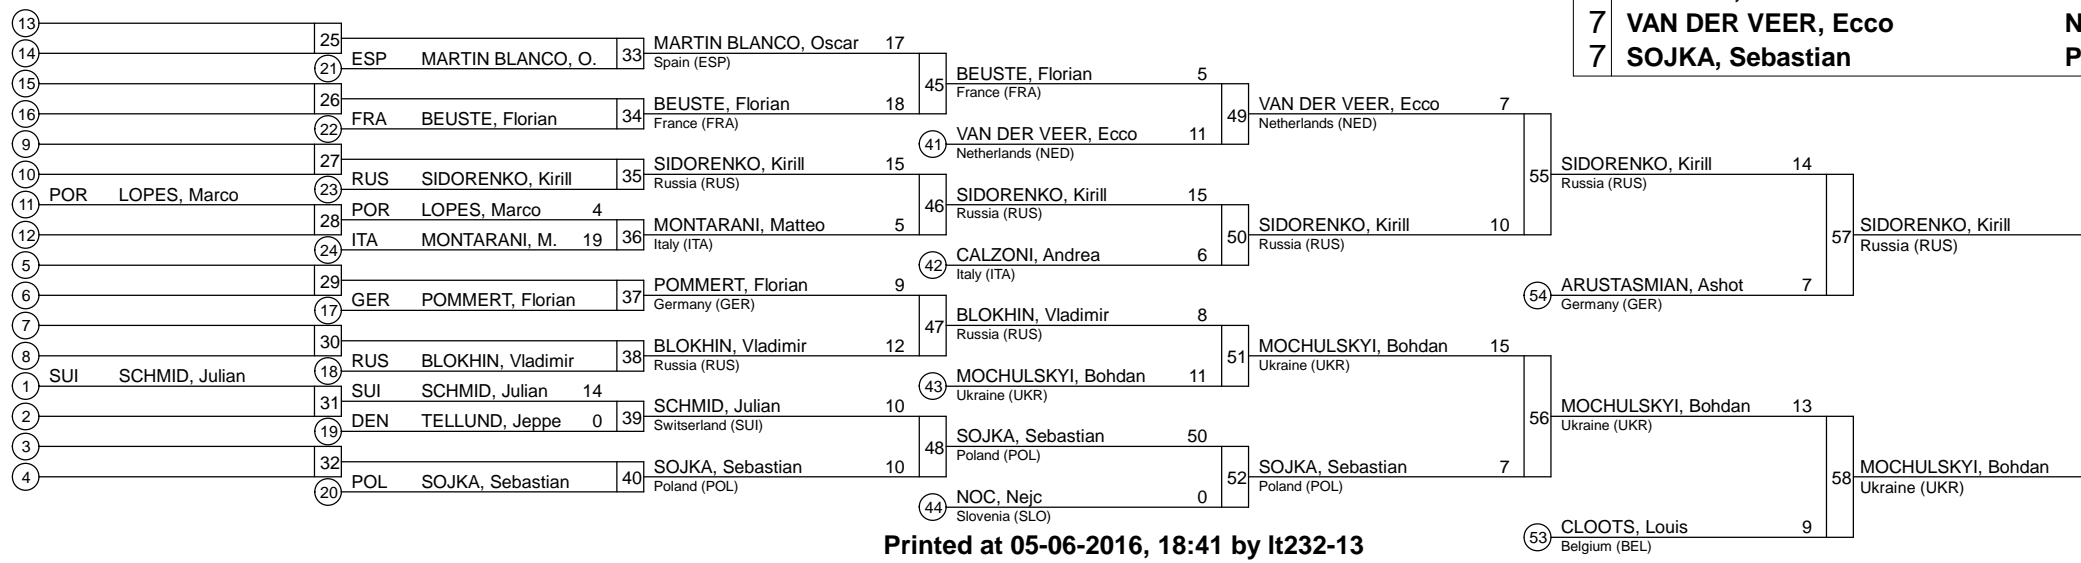 7 VAN DER VEER, Ecco N
7 SOJKA, Sebastian P
13
14
15
16
9
10
11 POR LOPES, Marco
12
5
6
7
8
1 SUI SCHMID, Julian
2
3
4
25
21 ESP MARTIN BLANCO, O.
26
22 FRA BEUSTE, Florian
27
23 RUS SIDORENKO, Kirill
28 POR LOPES, Marco 4
24 ITA MONTARANI, M. 19
29
17 GER POMMERT, Florian
30
18 RUS BLOKHIN, Vladimir
31 SUI SCHMID, Julian 14
19 DEN TELLUND, Jeppe 0
32
20 POL SOJKA, Sebastian
33 MARTIN BLANCO, Oscar 17
Spain (ESP)
34 BEUSTE, Florian 18
France (FRA)
35 SIDORENKO, Kirill 15
Russia (RUS)
36 MONTARANI, Matteo 5
Italy (ITA)
37 POMMERT, Florian 9
Germany (GER)
38 BLOKHIN, Vladimir 12
Russia (RUS)
39 SCHMID, Julian 10
Switserland (SUI)
40 SOJKA, Sebastian 10
Poland (POL)
45 BEUSTE, Florian 5
France (FRA)
41 VAN DER VEER, Ecco 11
Netherlands (NED)
46 SIDORENKO, Kirill 15
Russia (RUS)
42 CALZONI, Andrea 6
Italy (ITA)
47 BLOKHIN, Vladimir 8
Russia (RUS)
43 MOCHULSKYI, Bohdan 11
Ukraine (UKR)
48 SOJKA, Sebastian 50
Poland (POL)
44 NOC, Nejc 0
Slovenia (SLO)
49 VAN DER VEER, Ecco 7
Netherlands (NED)
50 SIDORENKO, Kirill 10
Russia (RUS)
51 MOCHULSKYI, Bohdan 15
Ukraine (UKR)
52 SOJKA, Sebastian 7
Poland (POL)
55 SIDORENKO, Kirill 14
Russia (RUS)
54 ARUSTASMIAN, Ashot 7
Germany (GER)
56 MOCHULSKYI, Bohdan 13
Ukraine (UKR)
53 CLOOTS, Louis 9
Belgium (BEL)
57 SIDORENKO, Kirill
Russia (RUS)
58 MOCHULSKYI, Bohdan
Ukraine (UKR)
Printed at 05-06-2016, 18:41 by lt232-13